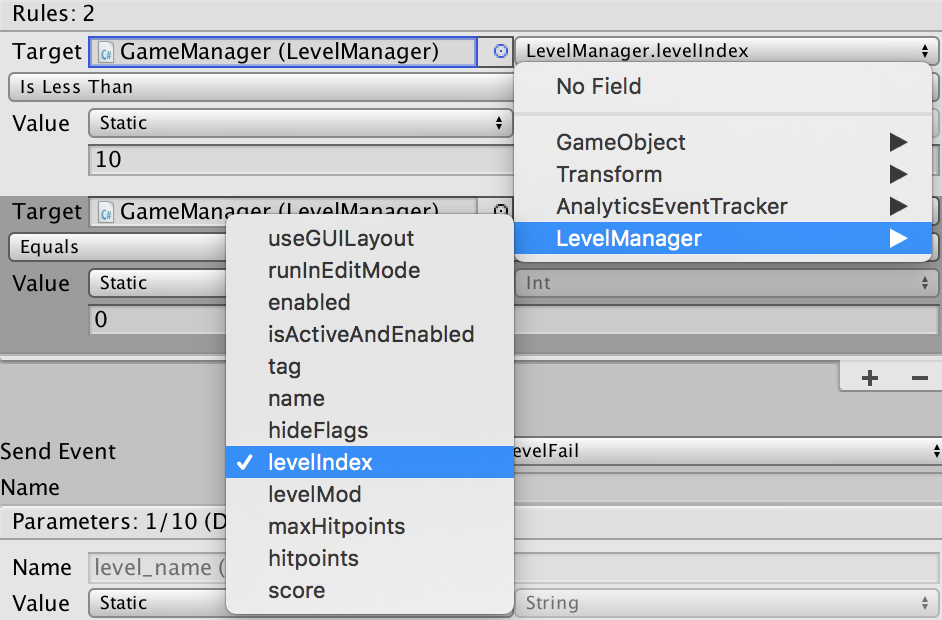 Rules: 2
Target GameManager (LevelManager) LevelManager.levelIndex
Is Less Than
No Field
Value Static
10
GameObject
Transform
AnalyticsEventTracker
LevelManager
Target GameManager (LevelManager)
Equals
Value Static Int
0
useGUILayout
runInEditMode
enabled
isActiveAndEnabled
tag
name
hideFlags
levelIndex
levelMod
maxHitpoints
hitpoints
score
Send Event evelFail
Name
Parameters: 1/10 (D
Name level_name (
Value Static String